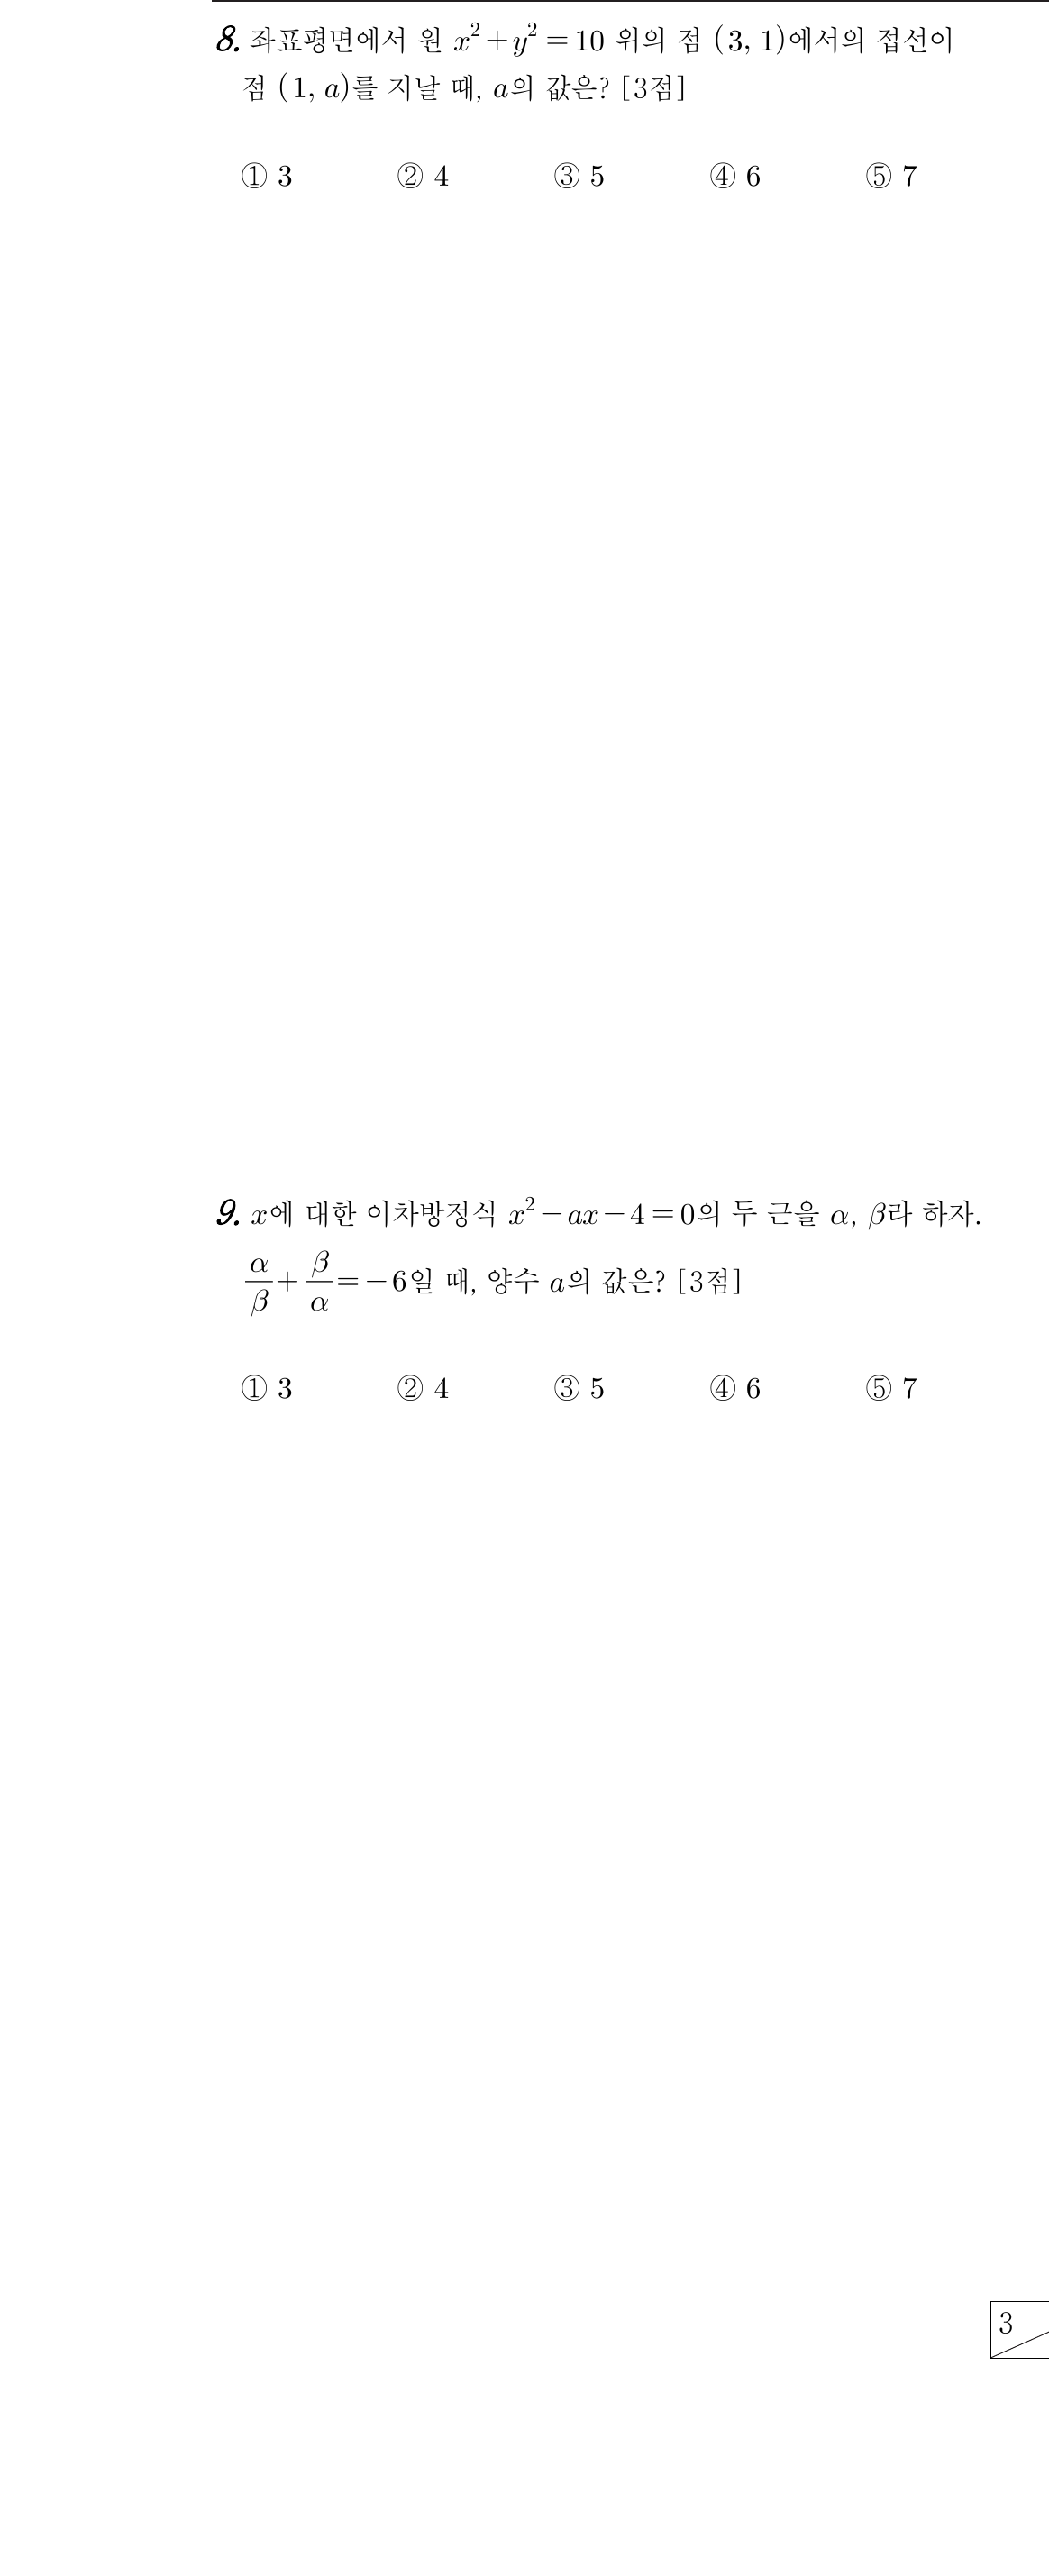 8. 좌표평면에서 원 x²+y²=10 위의 점 (3, 1)에서의 접선이
점 (1, a)를 지날 때, a의 값은? [3점]
① 3 ② 4 ③ 5 ④ 6 ⑤ 7
9. x에 대한 이차방정식 x²-ax-4=0의 두 근을 α, β라 하자.
α/β+β/α=-6일 때, 양수 a의 값은? [3점]
① 3 ② 4 ③ 5 ④ 6 ⑤ 7
3